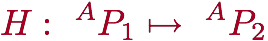 H : ᴬP₁ ↦ ᴬP₂